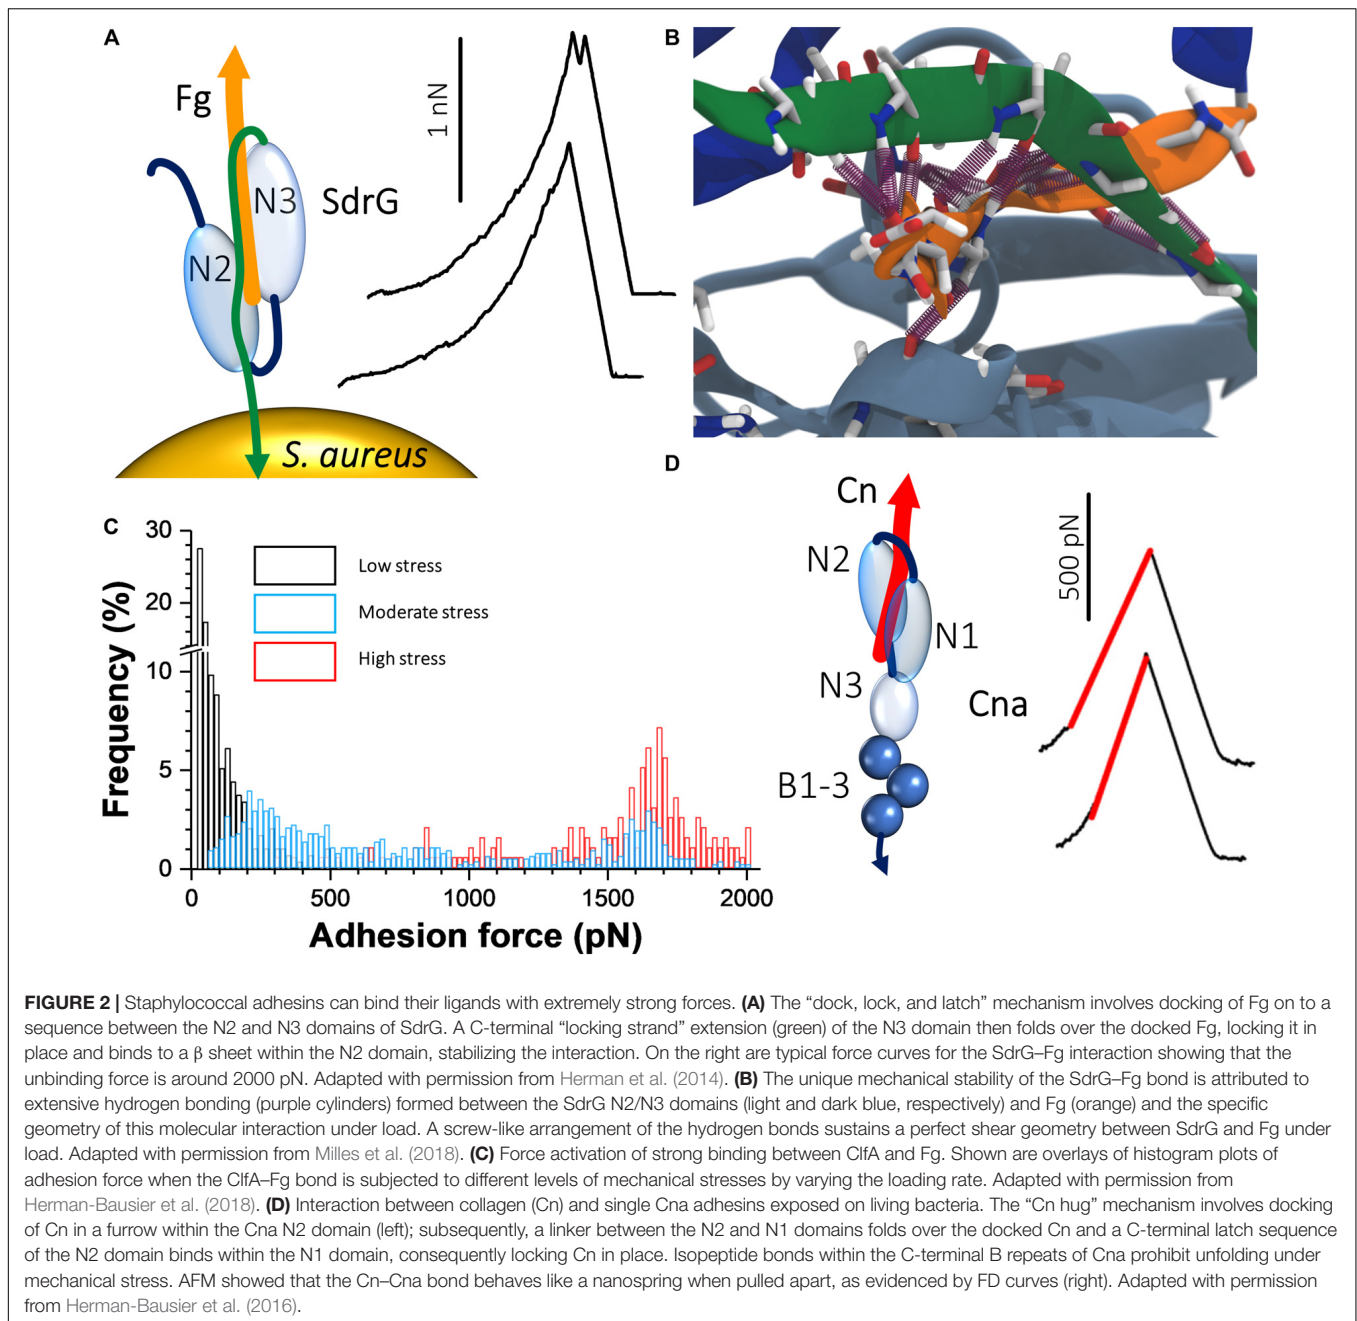 A
Fg
N3
SdrG
N2
S. aureus
1 nN
B
C
30
20
10
5
0
Frequency (%)
Low stress
Moderate stress
High stress
0 500 1000 1500 2000
Adhesion force (pN)
D
Cn
N2
N1
N3
Cna
B1-3
500 pN
FIGURE 2 | Staphylococcal adhesins can bind their ligands with extremely strong forces. (A) The “dock, lock, and latch” mechanism involves docking of Fg on to a
sequence between the N2 and N3 domains of SdrG. A C-terminal “locking strand” extension (green) of the N3 domain then folds over the docked Fg, locking it in
place and binds to a β sheet within the N2 domain, stabilizing the interaction. On the right are typical force curves for the SdrG–Fg interaction showing that the
unbinding force is around 2000 pN. Adapted with permission from Herman et al. (2014). (B) The unique mechanical stability of the SdrG–Fg bond is attributed to
extensive hydrogen bonding (purple cylinders) formed between the SdrG N2/N3 domains (light and dark blue, respectively) and Fg (orange) and the specific
geometry of this molecular interaction under load. A screw-like arrangement of the hydrogen bonds sustains a perfect shear geometry between SdrG and Fg under
load. Adapted with permission from Milles et al. (2018). (C) Force activation of strong binding between ClfA and Fg. Shown are overlays of histogram plots of
adhesion force when the ClfA–Fg bond is subjected to different levels of mechanical stresses by varying the loading rate. Adapted with permission from
Herman-Bausier et al. (2018). (D) Interaction between collagen (Cn) and single Cna adhesins exposed on living bacteria. The “Cn hug” mechanism involves docking
of Cn in a furrow within the Cna N2 domain (left); subsequently, a linker between the N2 and N1 domains folds over the docked Cn and a C-terminal latch sequence
of the N2 domain binds within the N1 domain, consequently locking Cn in place. Isopeptide bonds within the C-terminal B repeats of Cna prohibit unfolding under
mechanical stress. AFM showed that the Cn–Cna bond behaves like a nanospring when pulled apart, as evidenced by FD curves (right). Adapted with permission
from Herman-Bausier et al. (2016).